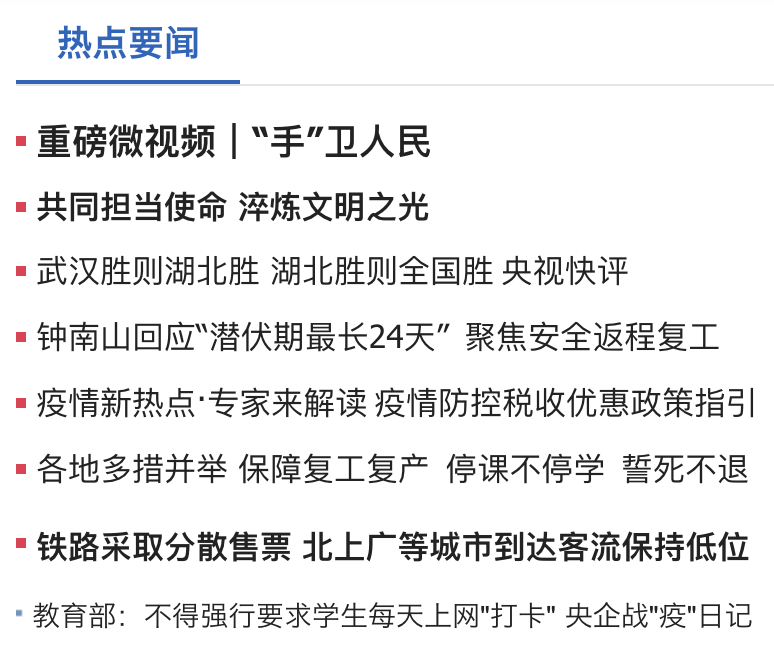 热点要闻
重磅微视频｜“手”卫人民
共同担当使命 淬炼文明之光
武汉胜则湖北胜 湖北胜则全国胜 央视快评
钟南山回应“潜伏期最长24天” 聚焦安全返程复工
疫情新热点·专家来解读 疫情防控税收优惠政策指引
各地多措并举 保障复工复产 停课不停学 誓死不退
铁路采取分散售票 北上广等城市到达客流保持低位
教育部：不得强行要求学生每天上网"打卡" 央企战"疫"日记